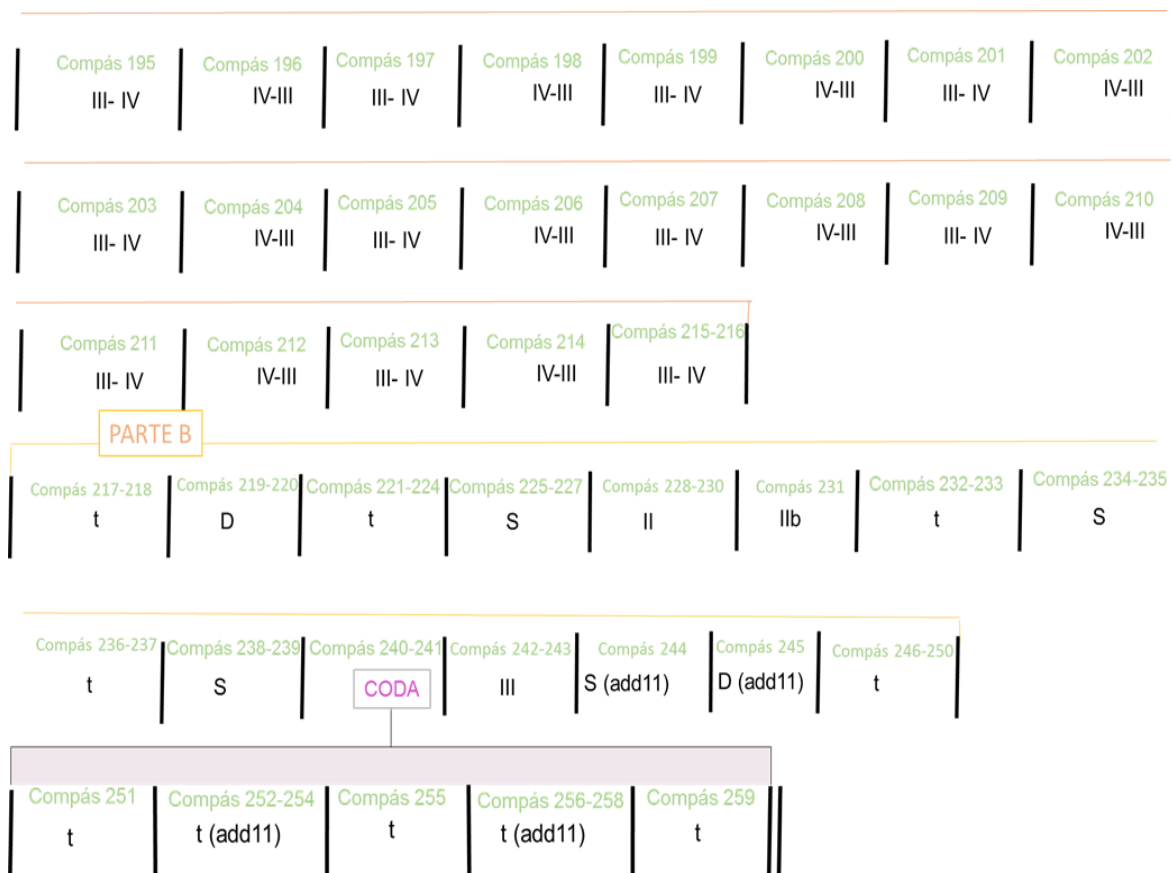 Compás 195 Compás 196 Compás 197 Compás 198 Compás 199 Compás 200 Compás 201 Compás 202
III- IV IV-III III- IV IV-III III- IV IV-III III- IV IV-III
Compás 203 Compás 204 Compás 205 Compás 206 Compás 207 Compás 208 Compás 209 Compás 210
III- IV IV-III III- IV IV-III III- IV IV-III III- IV IV-III
Compás 211 Compás 212 Compás 213 Compás 214 Compás 215-216
III- IV IV-III III- IV IV-III III- IV
PARTE B
Compás 217-218 Compás 219-220 Compás 221-224 Compás 225-227 Compás 228-230 Compás 231 Compás 232-233 Compás 234-235
t D t S II IIb t S
Compás 236-237 Compás 238-239 Compás 240-241 Compás 242-243 Compás 244 Compás 245 Compás 246-250
t S III S (add11) D (add11) t
CODA
Compás 251 Compás 252-254 Compás 255 Compás 256-258 Compás 259
t t (add11) t t (add11) t